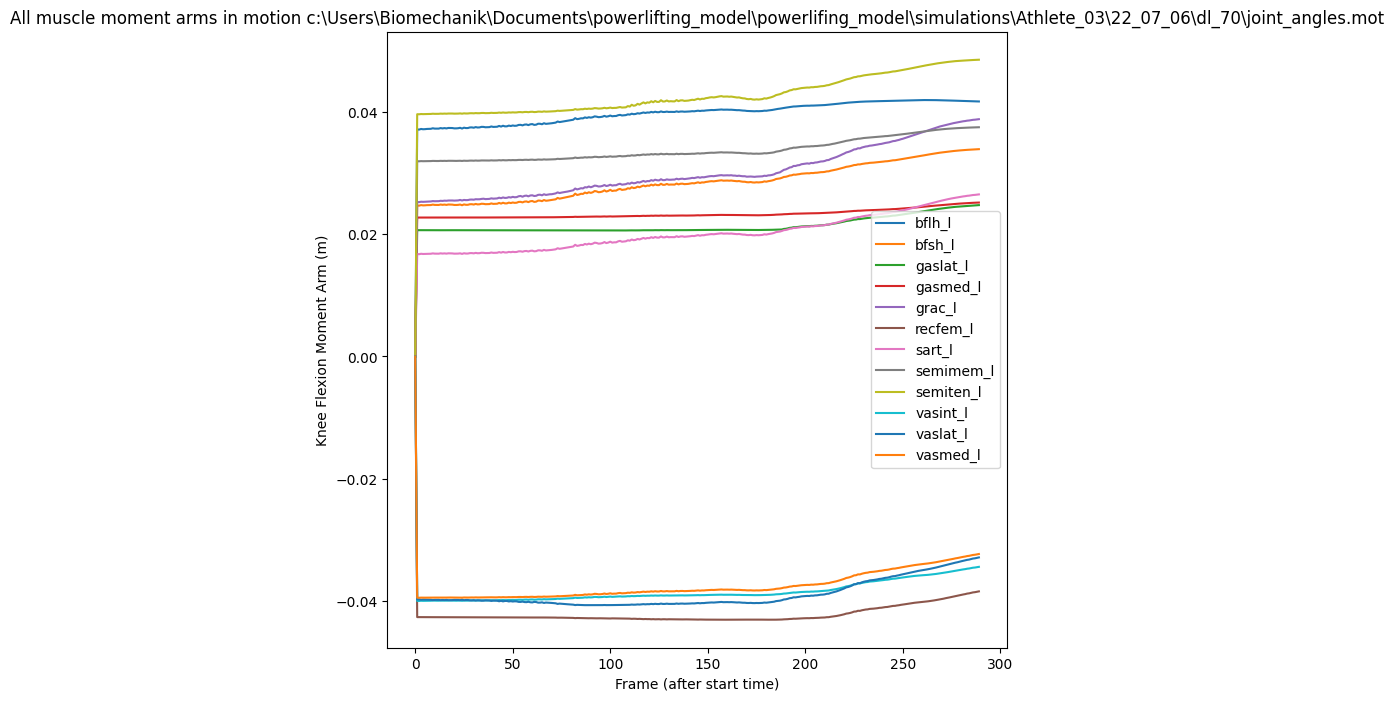 All muscle moment arms in motion c:\Users\Biomechanik\Documents\powerlifting_model\powerlifing_model\simulations\Athlete_03\22_07_06\dl_70\joint_angles.mot
Knee Flexion Moment Arm (m)
0.04
0.02
0.00
−0.02
−0.04
bflh_l
bfsh_l
gaslat_l
gasmed_l
grac_l
recfem_l
sart_l
semimem_l
semiten_l
vasint_l
vaslat_l
vasmed_l
0 50 100 150 200 250 300
Frame (after start time)